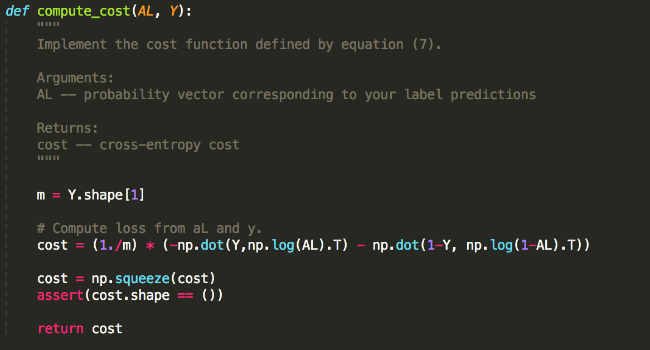 def compute_cost(AL, Y):
"""
Implement the cost function defined by equation (7).
Arguments:
AL -- probability vector corresponding to your label predictions
Returns:
cost -- cross-entropy cost
"""
m = Y.shape[1]
# Compute loss from aL and y.
cost = (1./m) * (-np.dot(Y,np.log(AL).T) - np.dot(1-Y, np.log(1-AL).T))
cost = np.squeeze(cost)
assert(cost.shape == ())
return cost